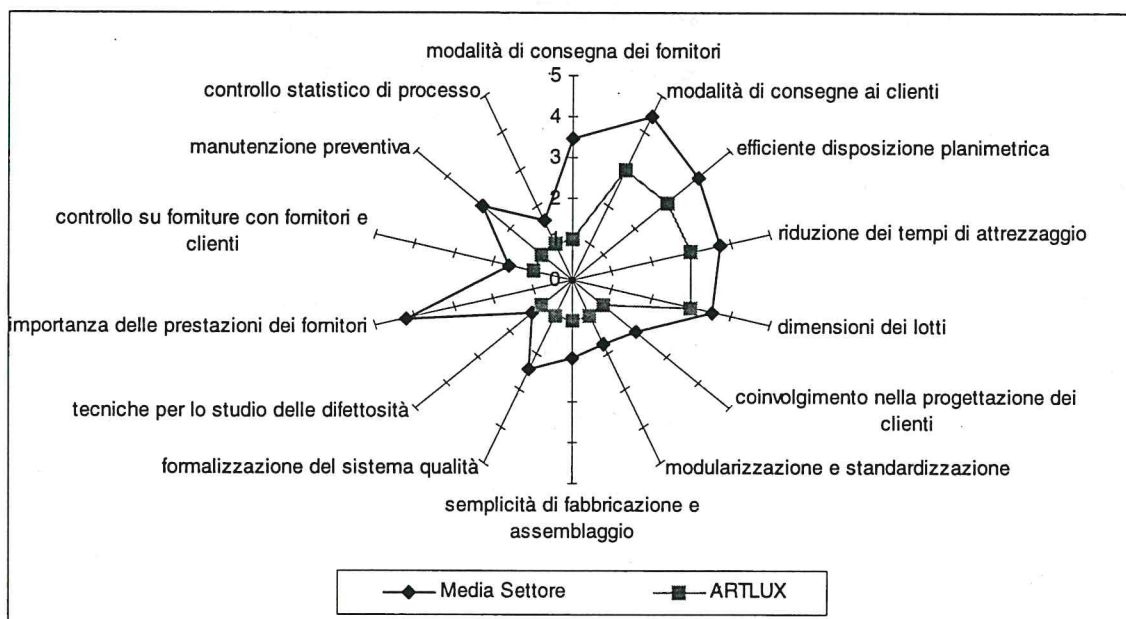 modalità di consegna dei fornitori
5
controllo statistico di processo
modalità di consegne ai clienti
4
manutenzione preventiva
efficiente disposizione planimetrica
3
2
controllo su forniture con fornitori e
clienti
riduzione dei tempi di attrezzaggio
1
0
importanza delle prestazioni dei fornitori
dimensioni dei lotti
tecniche per lo studio delle difettosità
coinvolgimento nella progettazione dei
clienti
formalizzazione del sistema qualità
modularizzazione e standardizzazione
semplicità di fabbricazione e
assemblaggio
Media Settore
ARTLUX